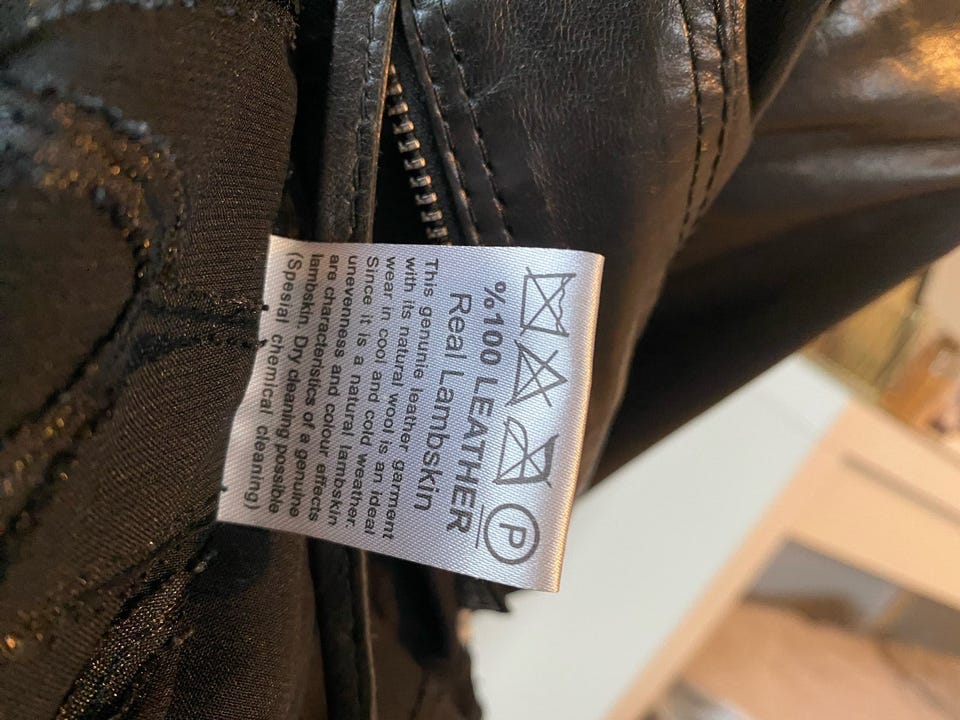 P
%100 LEATHER
Real Lambskin
This genuine leather garment
with its natural wool is an ideal
wear in cool and cold weather.
Since it is a natural lambskin
unevenness and colour effects
are characteristics of a genuine
lambskin. Dry cleaning possible
(Spesial chemical cleaning)